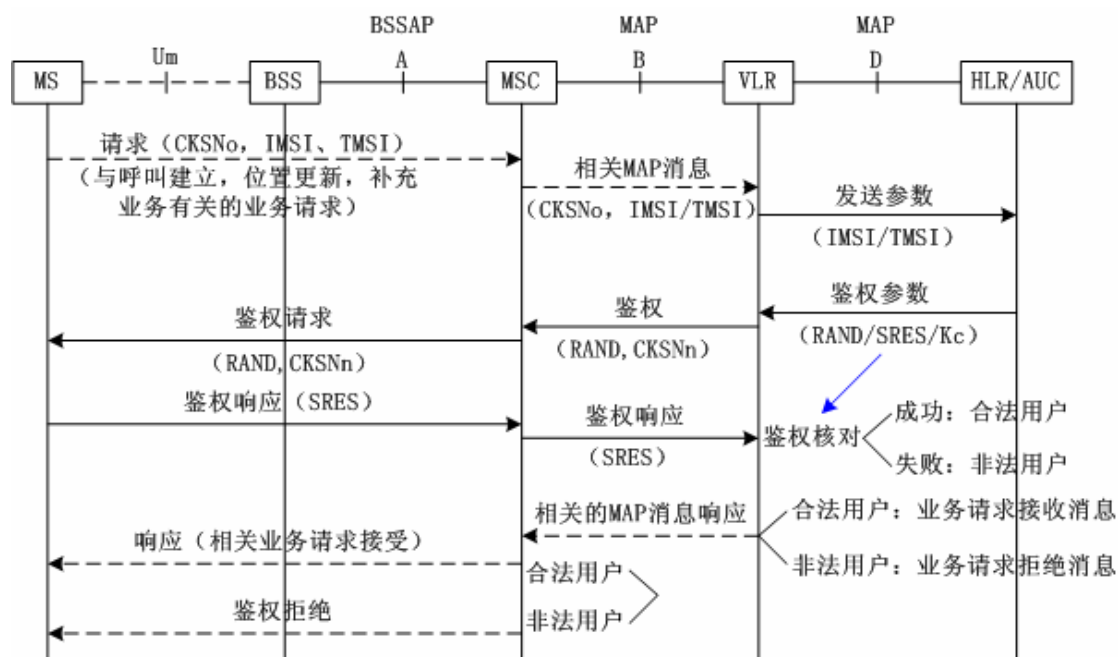 BSSAP MAP MAP
Um A B D
MS BSS MSC VLR HLR/AUC
请求（CKSNo，IMSI、TMSI）
（与呼叫建立，位置更新，补充
业务有关的业务请求）
相关MAP消息
（CKSNo，IMSI/TMSI）
发送参数
（IMSI/TMSI）
鉴权参数
（RAND/SRES/Kc）
鉴权
（RAND,CKSNn）
鉴权请求
（RAND,CKSNn）
鉴权响应（SRES）
鉴权响应
（SRES）
鉴权核对
成功：合法用户
失败：非法用户
相关的MAP消息响应
合法用户：业务请求接收消息
非法用户：业务请求拒绝消息
响应（相关业务请求接受）
合法用户
鉴权拒绝
非法用户